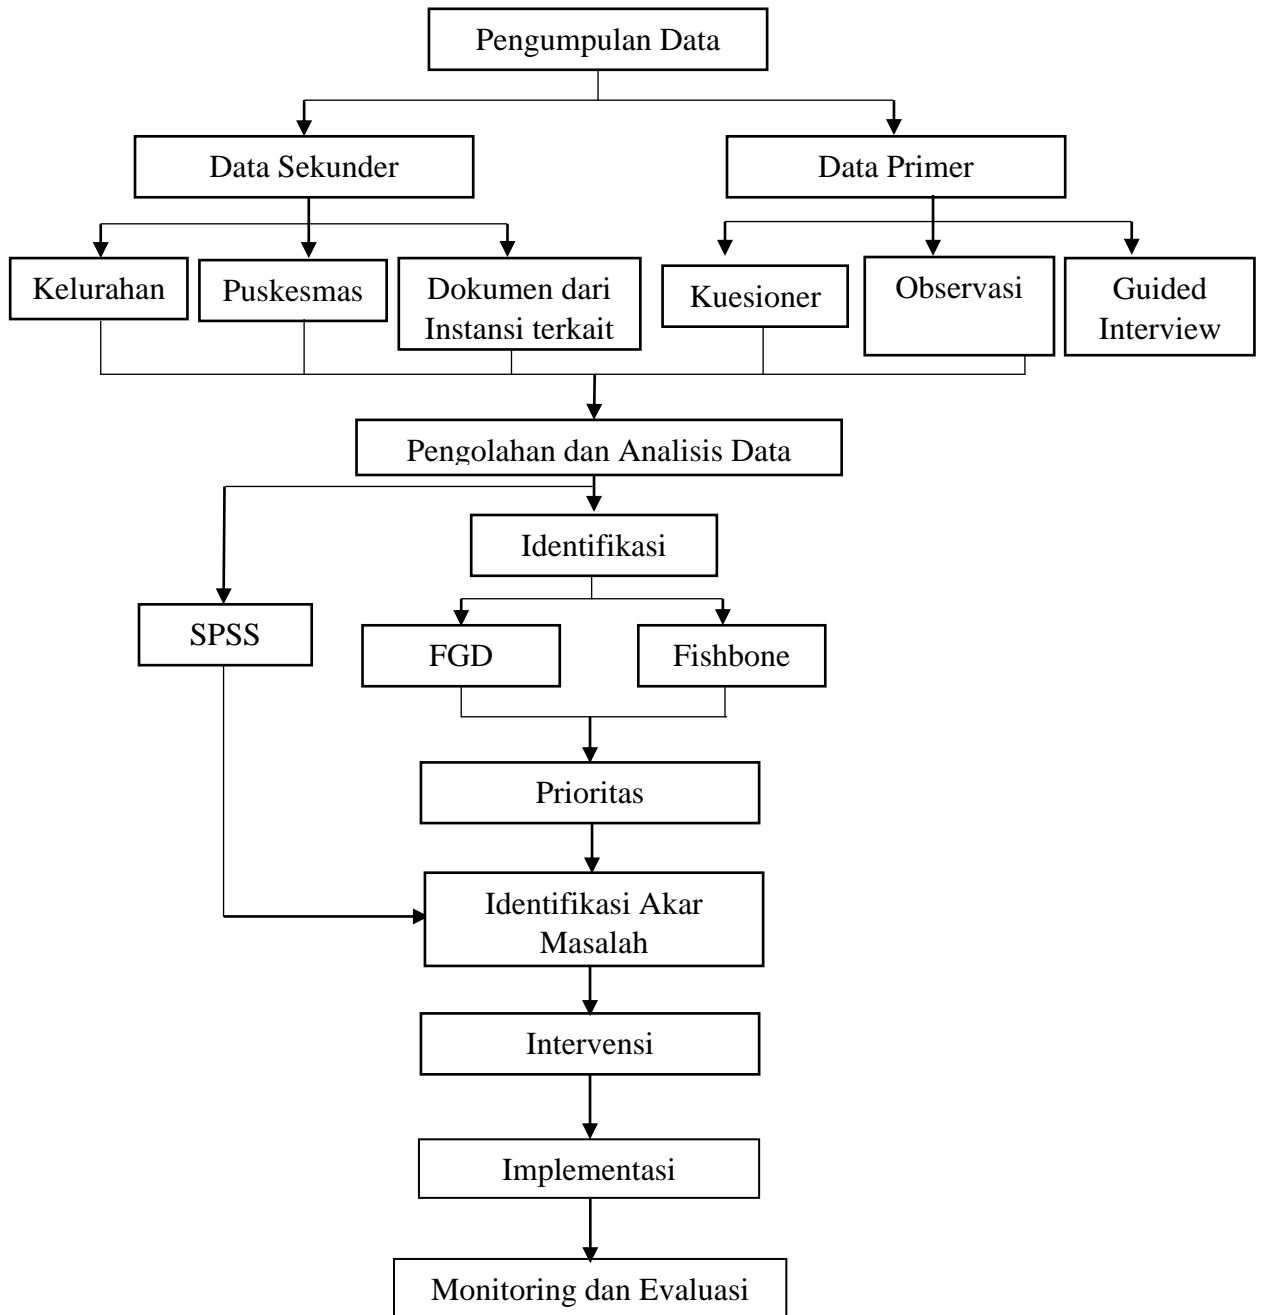 Pengumpulan Data
Data Sekunder
Data Primer
Kelurahan
Puskesmas
Dokumen dari
Instansi terkait
Kuesioner
Observasi
Guided
Interview
Pengolahan dan Analisis Data
Identifikasi
SPSS
FGD
Fishbone
Prioritas
Identifikasi Akar
Masalah
Intervensi
Implementasi
Monitoring dan Evaluasi